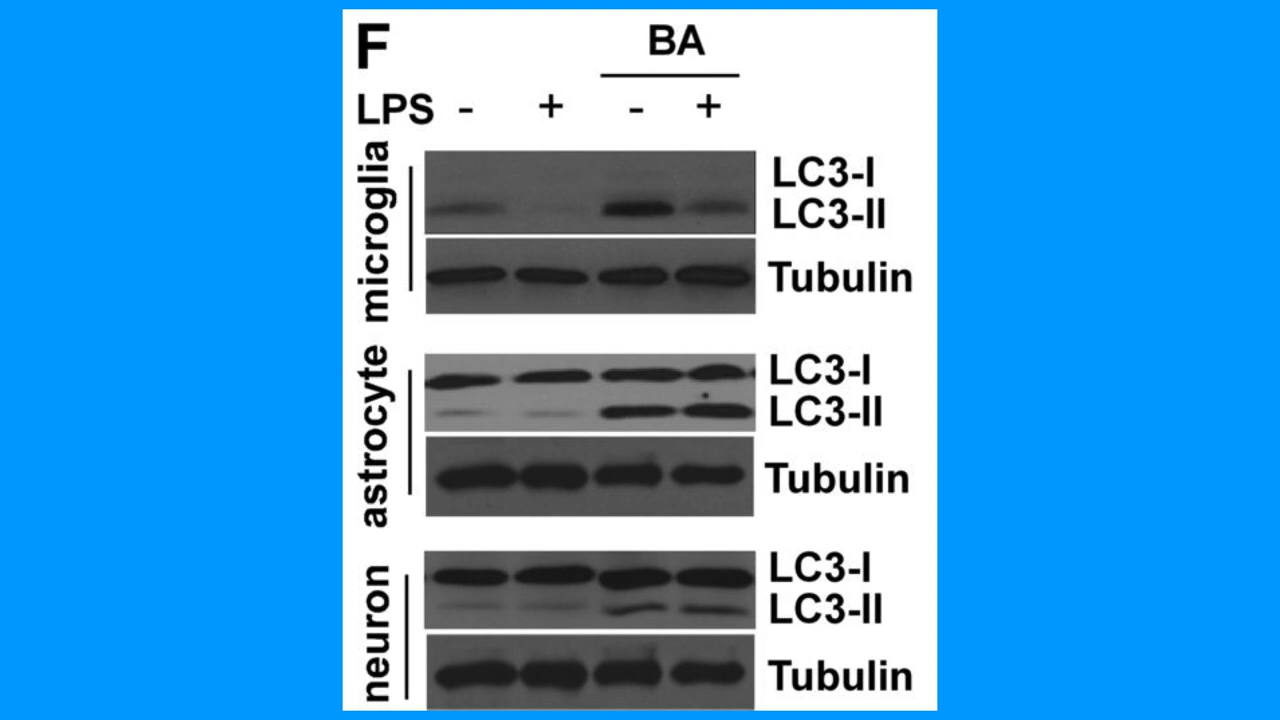 F
BA
LPS - + - +
microglia
LC3-I
LC3-II
Tubulin
astrocyte
LC3-I
LC3-II
Tubulin
neuron
LC3-I
LC3-II
Tubulin